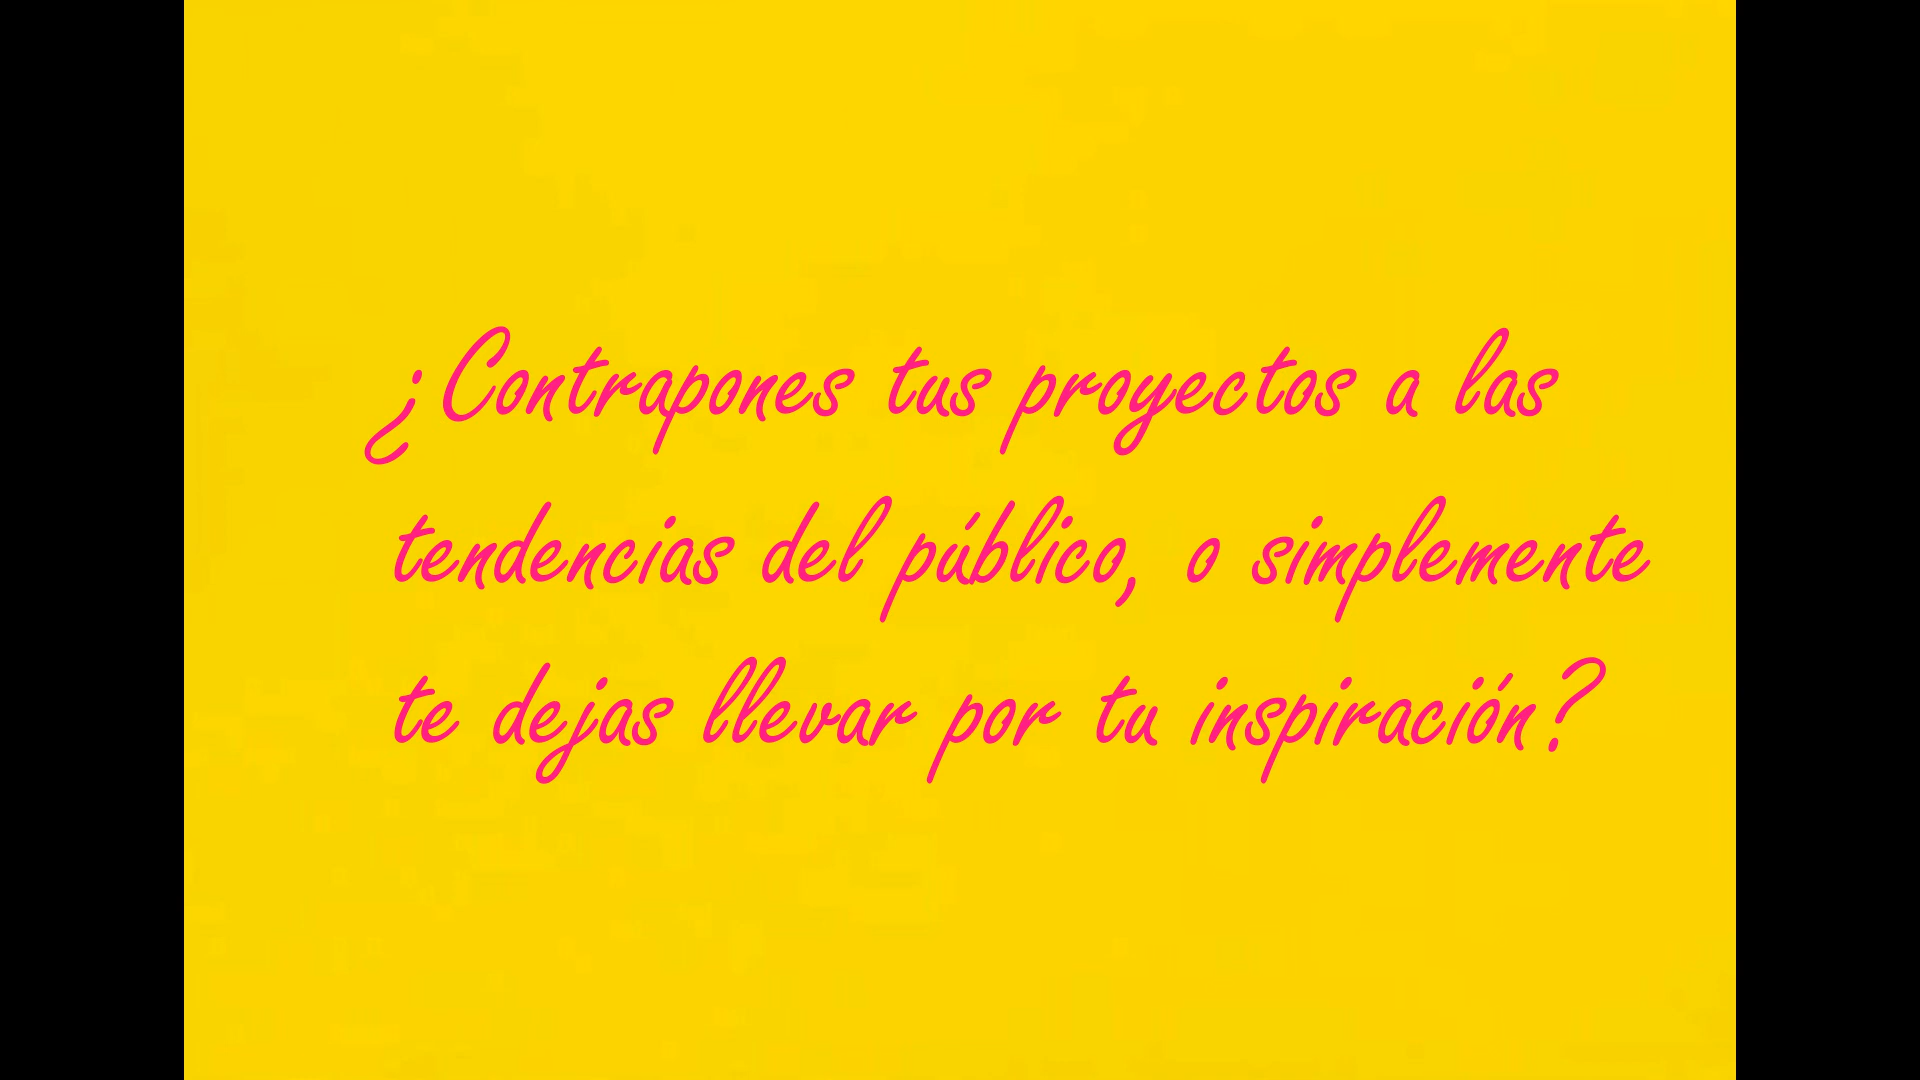 ¿Contrapones tus proyectos a las
tendencias del público, o simplemente
te dejas llevar por tu inspiración?